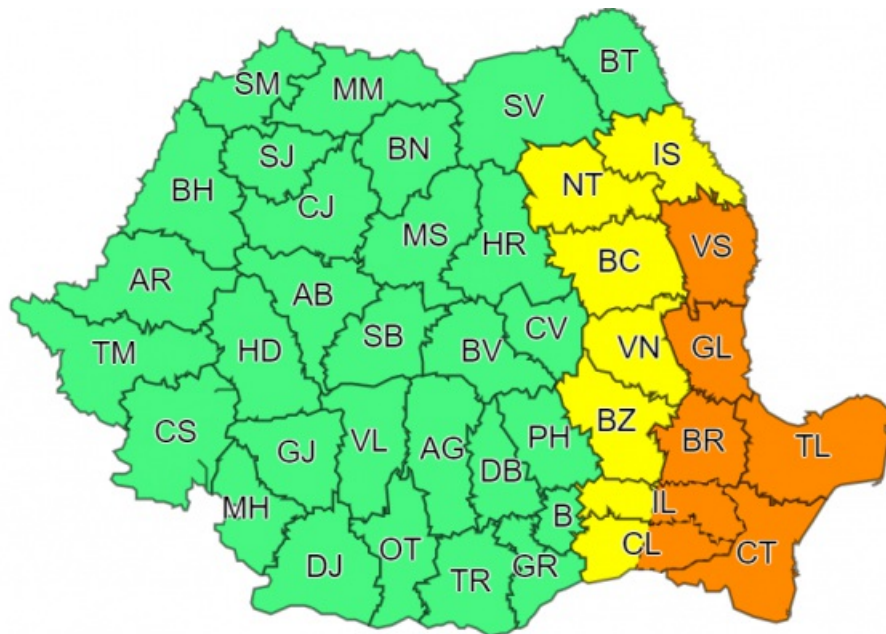 BT
SM
MM
SV
IS
SJ
BN
NT
BH
CJ
MS
HR
VS
BC
AR
AB
SB
CV
TM
HD
BV
VN
GL
CS
VL
AG
PH
BZ
BR
TL
GJ
DB
MH
B
IL
DJ
OT
TR
GR
CL
CT